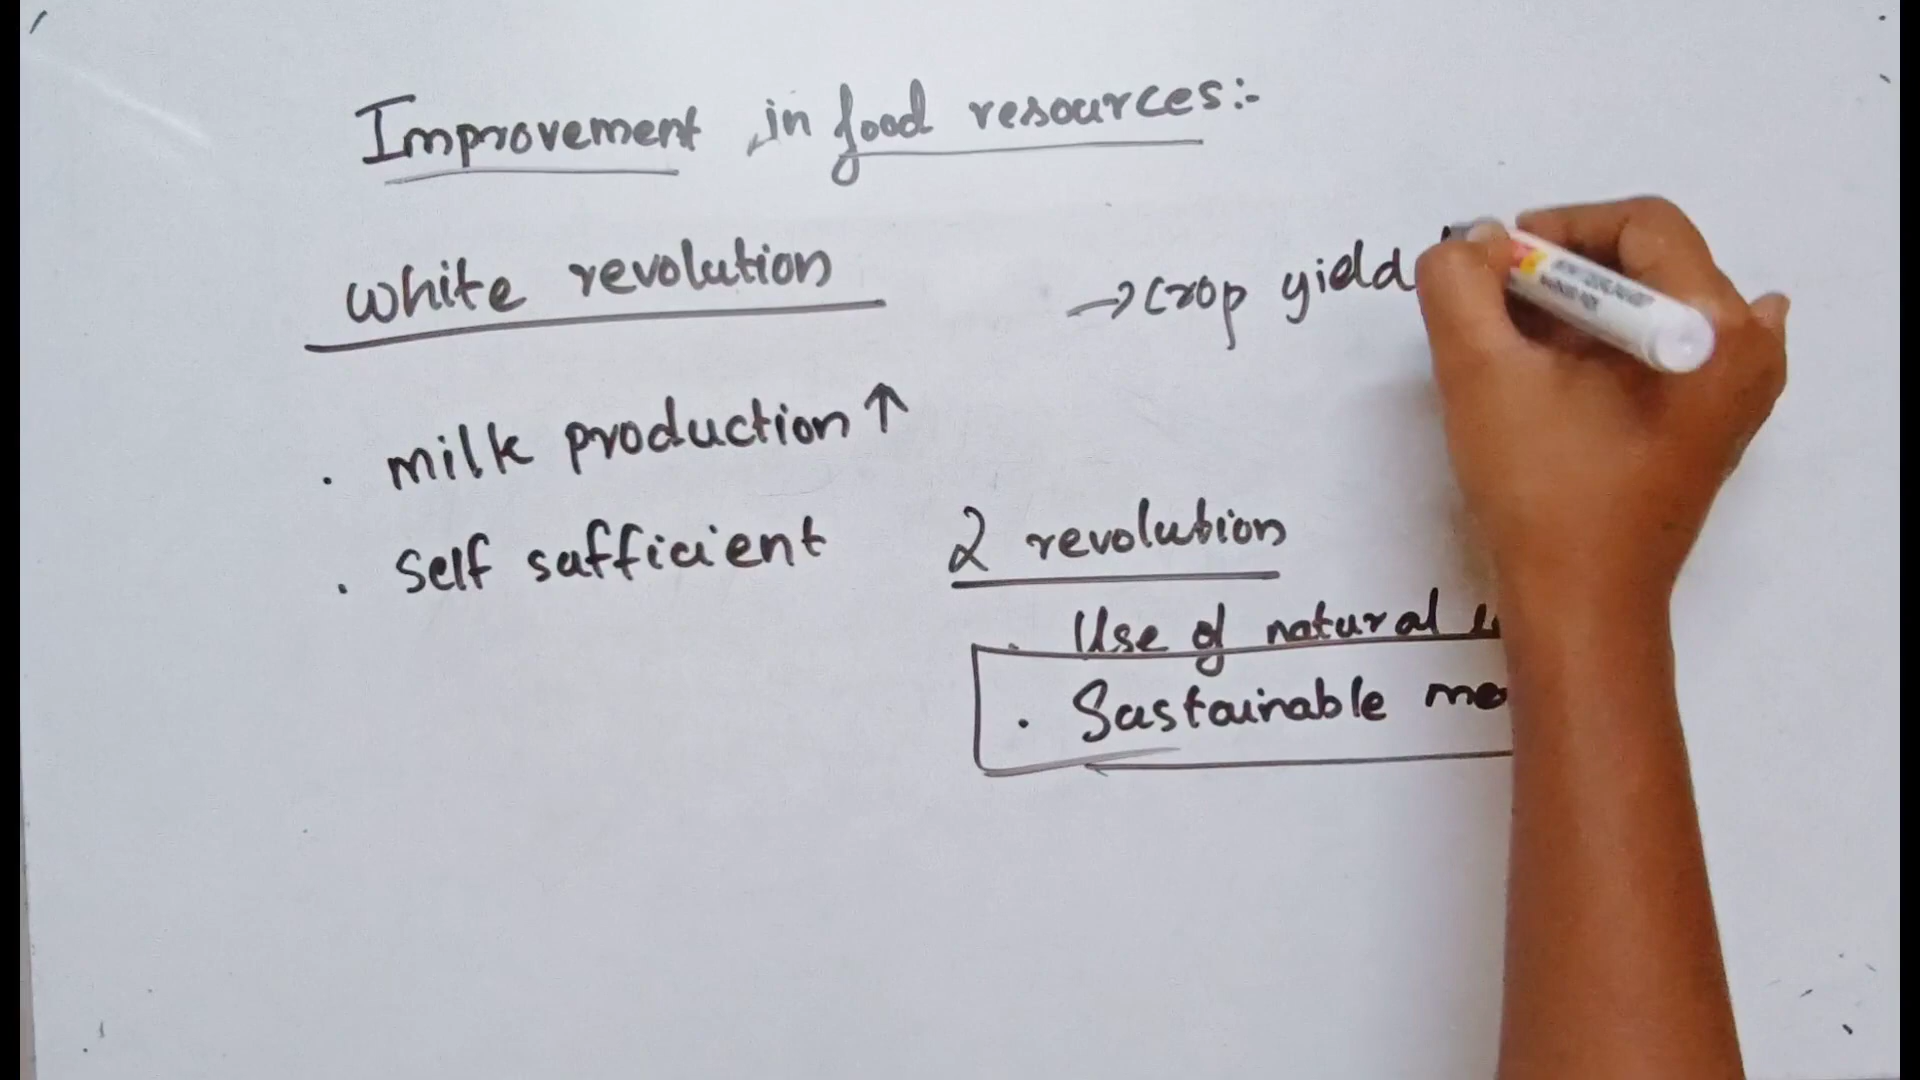 Improvement in food resources:-
white revolution
→ crop yield
. milk production ↑
. Self sufficient
2 revolution
. Use of natural
. Sustainable